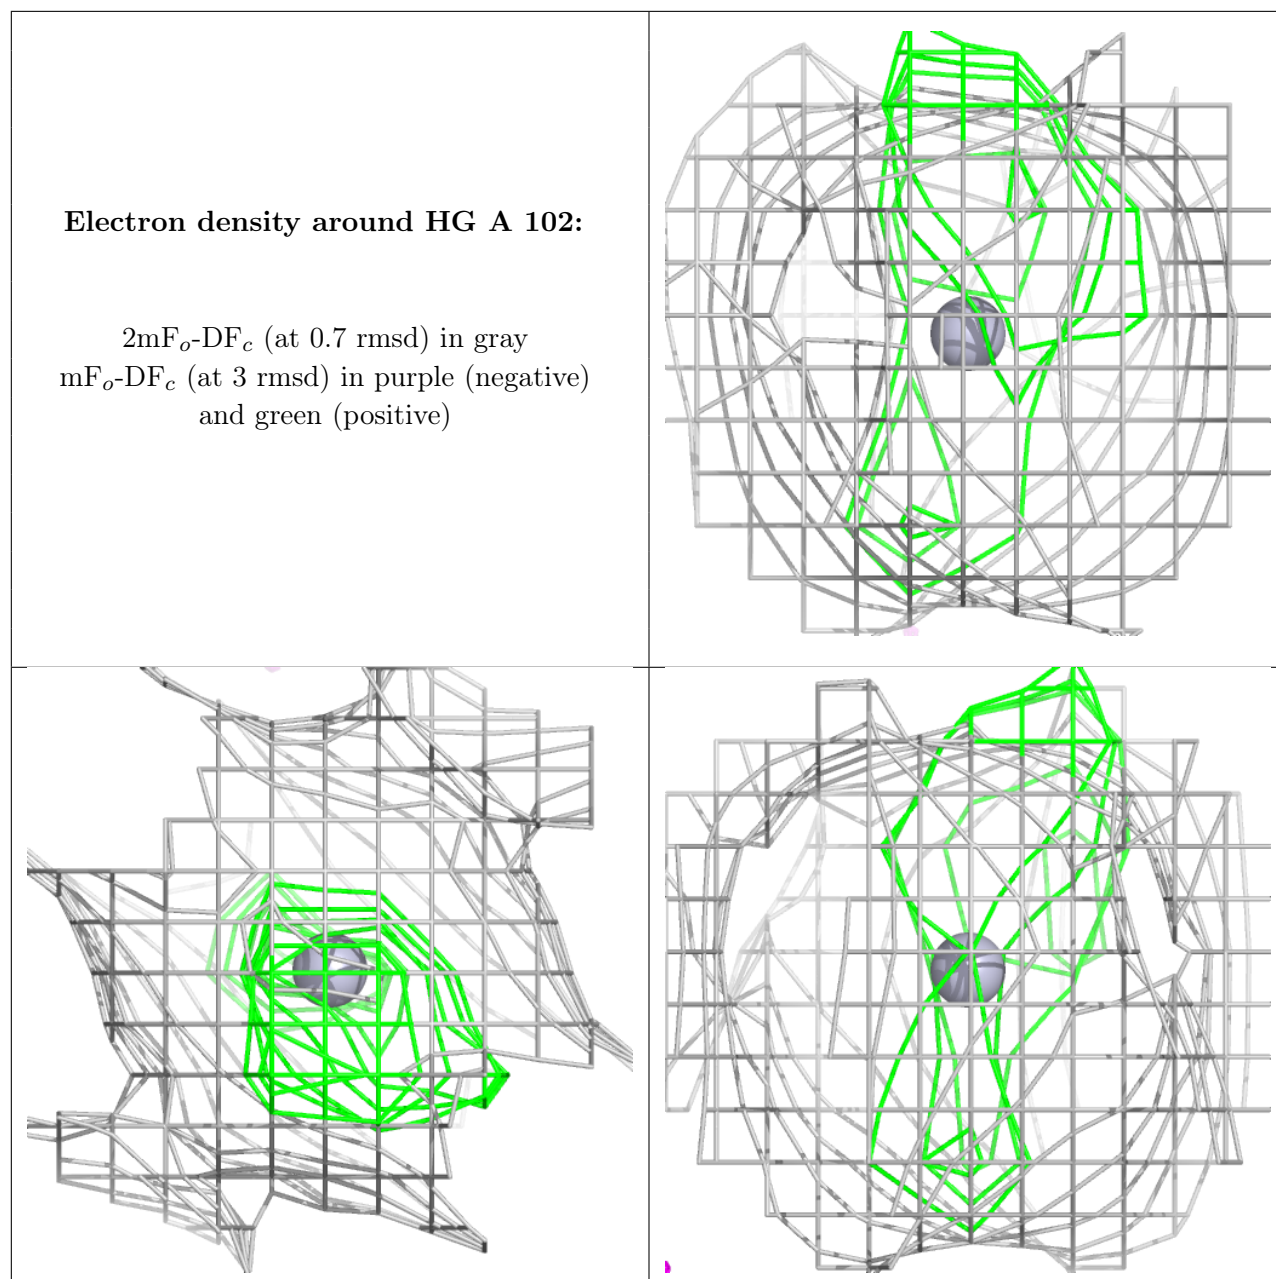 Electron density around HG A 102:
2mFₒ-DF𝒸 (at 0.7 rmsd) in gray
mFₒ-DF𝒸 (at 3 rmsd) in purple (negative)
and green (positive)